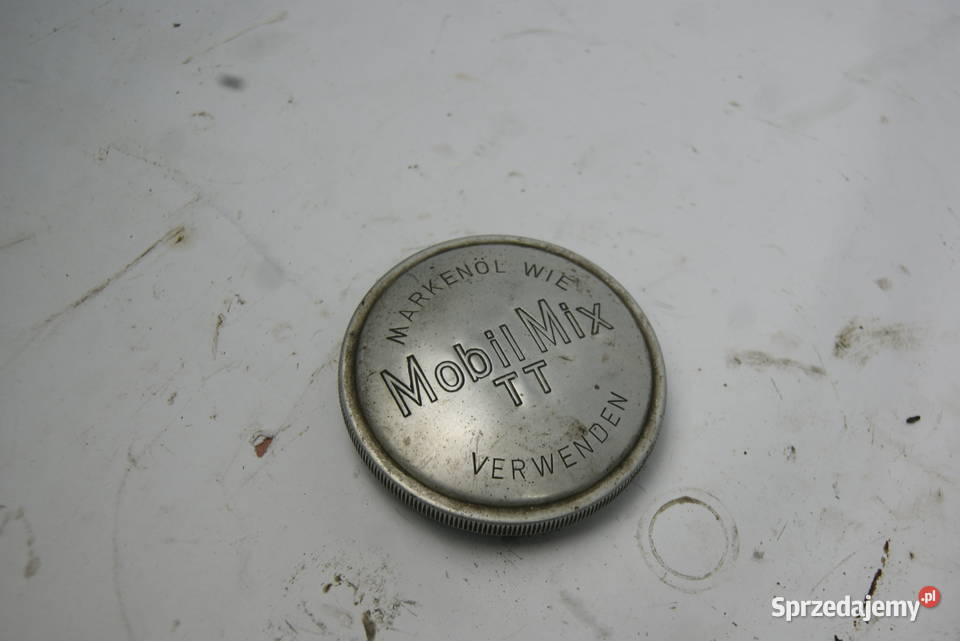 MARKENÖL WIE
Mobil Mix
TT
VERWENDEN
Sprzedajemy.pl